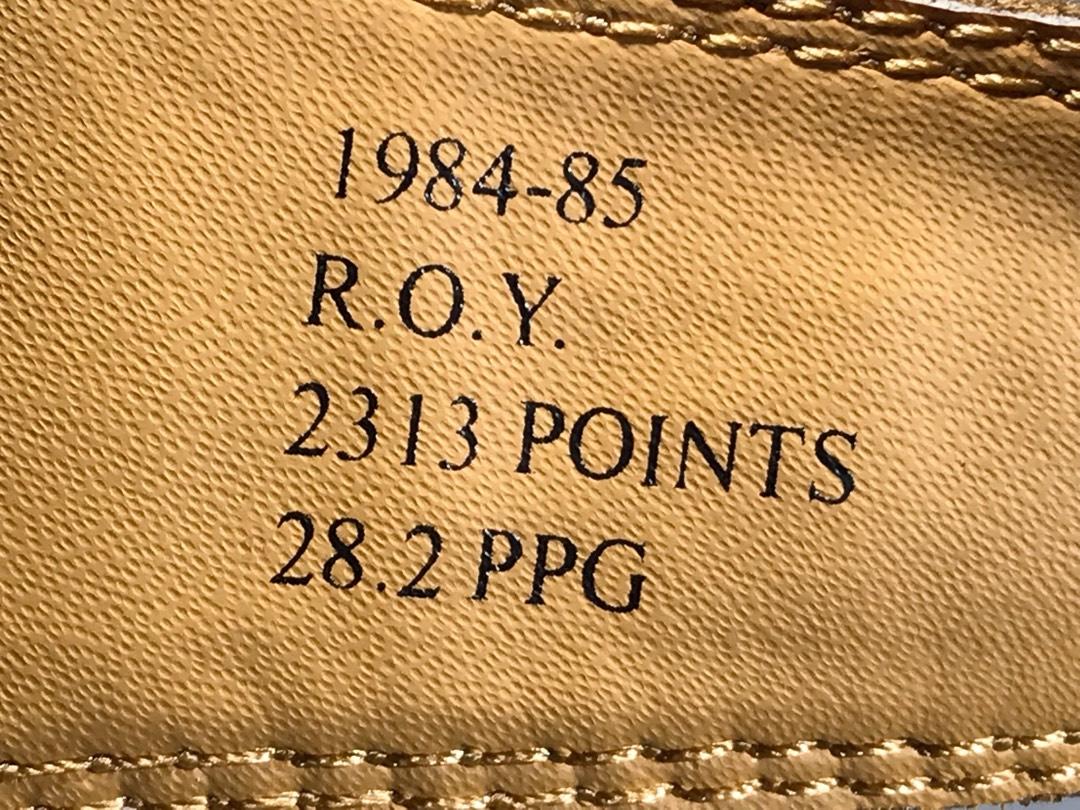 1984-85
R.O.Y.
2313 POINTS
28.2 PPG